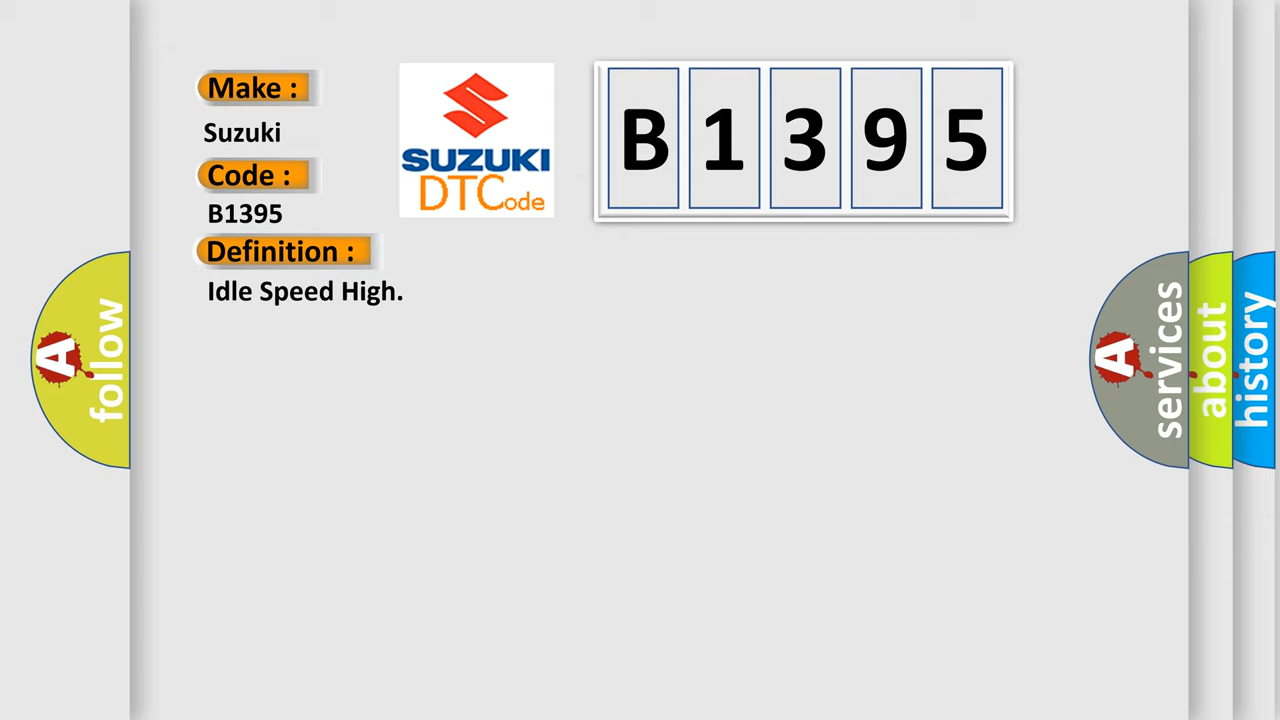 Make :
Suzuki
Code :
B1395
Definition :
Idle Speed High.
SUZUKI
DTCode
B 1 3 9 5
A follow
A services
about
history